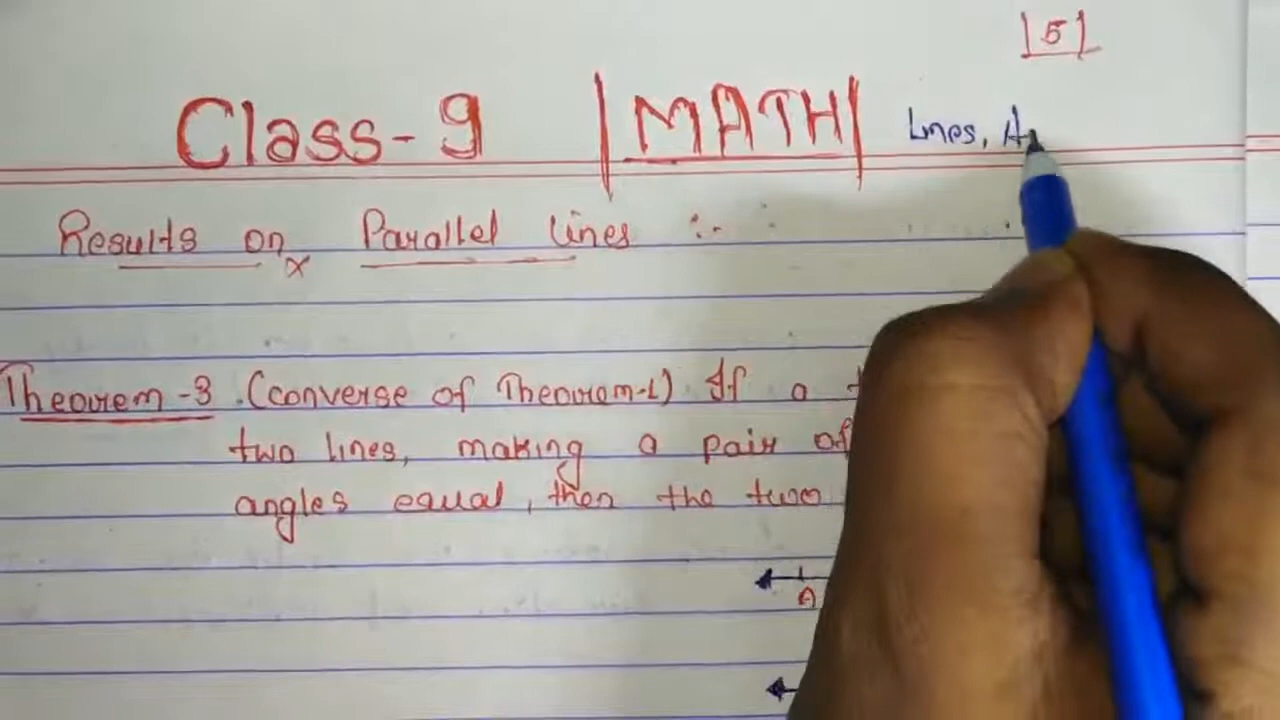 |5|
Class-9 |MATH| Lines, A
Results on Parallel lines :-
Theorem-3. (converse of Theorem-1) If a
two lines, making a pair of
angles equal, then the two
A